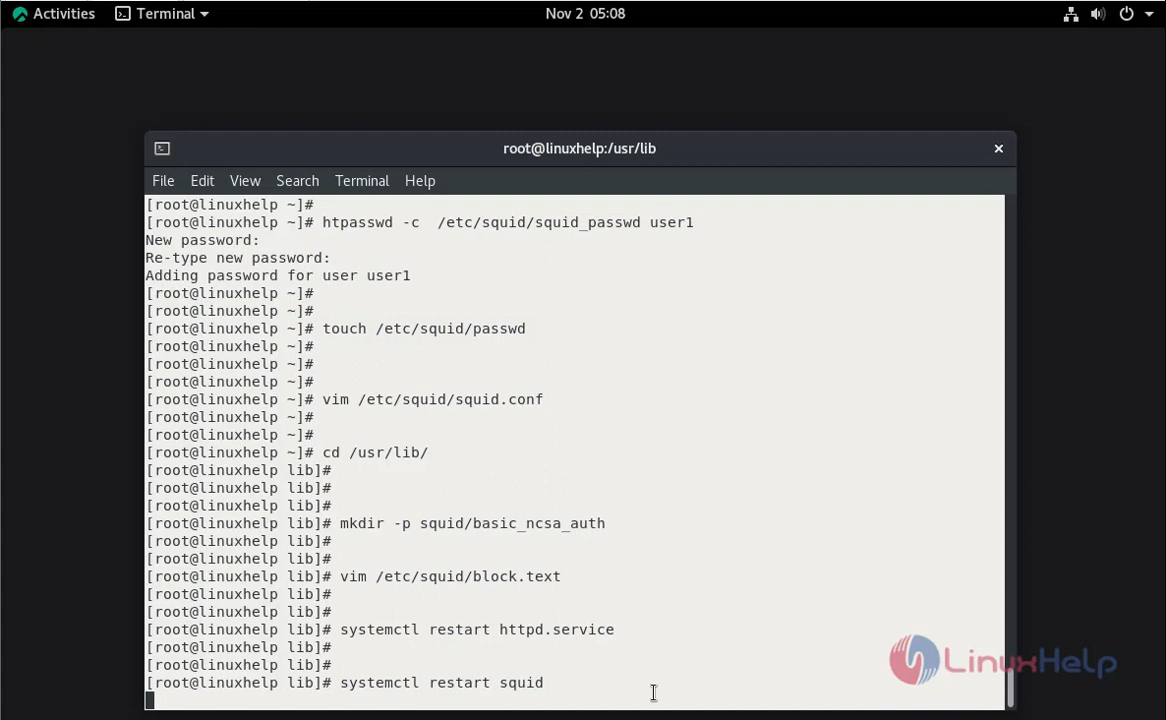 Activities
Terminal
Nov 2 05:08
root@linuxhelp:/usr/lib
File Edit View Search Terminal Help
[root@linuxhelp ~]#
[root@linuxhelp ~]# htpasswd -c  /etc/squid/squid_passwd user1
New password:
Re-type new password:
Adding password for user user1
[root@linuxhelp ~]#
[root@linuxhelp ~]#
[root@linuxhelp ~]# touch /etc/squid/passwd
[root@linuxhelp ~]#
[root@linuxhelp ~]#
[root@linuxhelp ~]#
[root@linuxhelp ~]# vim /etc/squid/squid.conf
[root@linuxhelp ~]#
[root@linuxhelp ~]#
[root@linuxhelp ~]# cd /usr/lib/
[root@linuxhelp lib]#
[root@linuxhelp lib]#
[root@linuxhelp lib]#
[root@linuxhelp lib]# mkdir -p squid/basic_ncsa_auth
[root@linuxhelp lib]#
[root@linuxhelp lib]#
[root@linuxhelp lib]# vim /etc/squid/block.text
[root@linuxhelp lib]#
[root@linuxhelp lib]#
[root@linuxhelp lib]# systemctl restart httpd.service
[root@linuxhelp lib]#
[root@linuxhelp lib]#
[root@linuxhelp lib]# systemctl restart squid
LinuxHelp